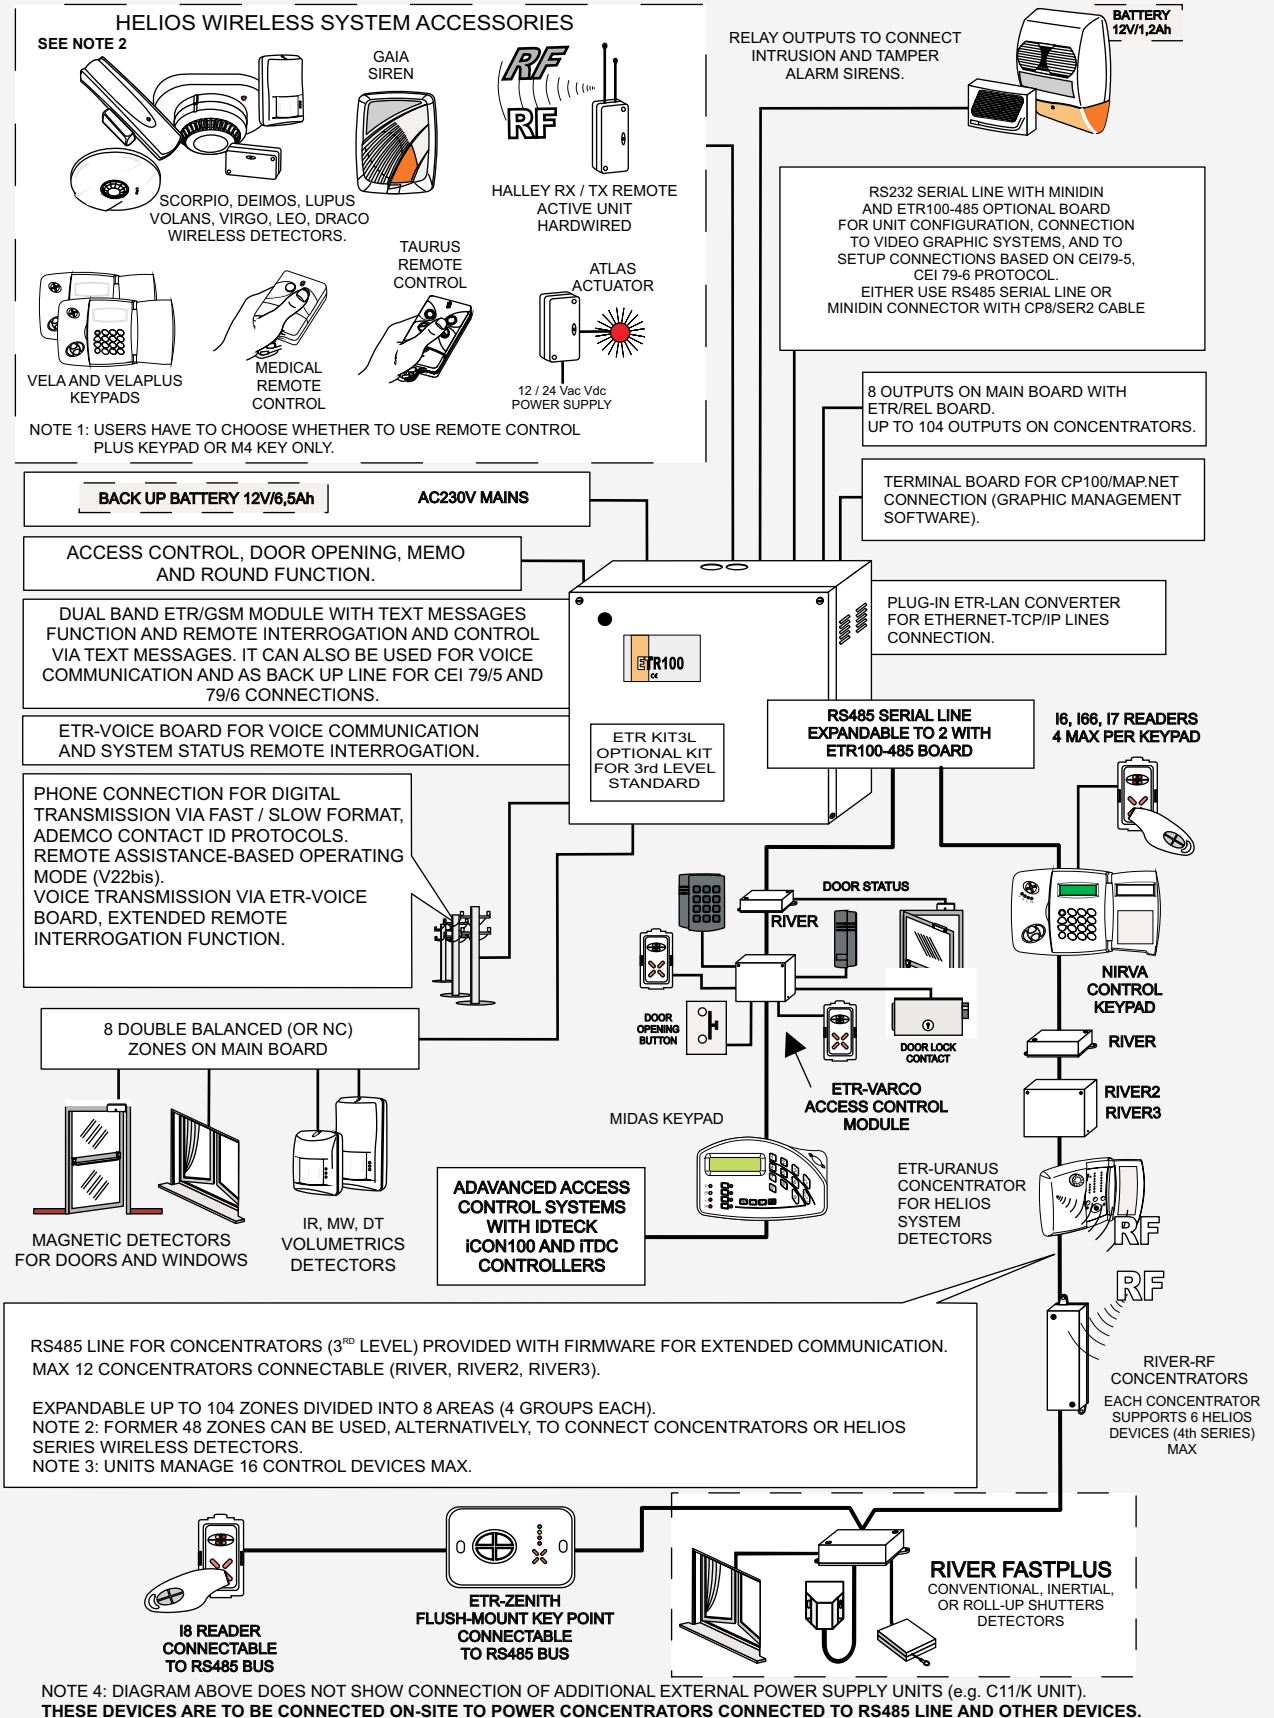 HELIOS WIRELESS SYSTEM ACCESSORIES
SEE NOTE 2
GAIA
SIREN
RF
RF
SCORPIO, DEIMOS, LUPUS
VOLANS, VIRGO, LEO, DRACO
WIRELESS DETECTORS.
HALLEY RX / TX REMOTE
ACTIVE UNIT
HARDWIRED
TAURUS
REMOTE
CONTROL
ATLAS
ACTUATOR
VELA AND VELAPLUS
KEYPADS
MEDICAL
REMOTE
CONTROL
12 / 24 Vac Vdc
POWER SUPPLY
NOTE 1: USERS HAVE TO CHOOSE WHETHER TO USE REMOTE CONTROL
PLUS KEYPAD OR M4 KEY ONLY.
RELAY OUTPUTS TO CONNECT
INTRUSION AND TAMPER
ALARM SIRENS.
BATTERY
12V/1,2Ah
RS232 SERIAL LINE WITH MINIDIN
AND ETR100-485 OPTIONAL BOARD
FOR UNIT CONFIGURATION, CONNECTION
TO VIDEO GRAPHIC SYSTEMS, AND TO
SETUP CONNECTIONS BASED ON CEI79-5,
CEI 79-6 PROTOCOL.
EITHER USE RS485 SERIAL LINE OR
MINIDIN CONNECTOR WITH CP8/SER2 CABLE
8 OUTPUTS ON MAIN BOARD WITH
ETR/REL BOARD.
UP TO 104 OUTPUTS ON CONCENTRATORS.
TERMINAL BOARD FOR CP100/MAP.NET
CONNECTION (GRAPHIC MANAGEMENT
SOFTWARE).
BACK UP BATTERY 12V/6,5Ah
AC230V MAINS
ACCESS CONTROL, DOOR OPENING, MEMO
AND ROUND FUNCTION.
DUAL BAND ETR/GSM MODULE WITH TEXT MESSAGES
FUNCTION AND REMOTE INTERROGATION AND CONTROL
VIA TEXT MESSAGES. IT CAN ALSO BE USED FOR VOICE
COMMUNICATION AND AS BACK UP LINE FOR CEI 79/5 AND
79/6 CONNECTIONS.
ETR-VOICE BOARD FOR VOICE COMMUNICATION
AND SYSTEM STATUS REMOTE INTERROGATION.
ETR100
CE
ETR KIT3L
OPTIONAL KIT
FOR 3rd LEVEL
STANDARD
PLUG-IN ETR-LAN CONVERTER
FOR ETHERNET-TCP/IP LINES
CONNECTION.
RS485 SERIAL LINE
EXPANDABLE TO 2 WITH
ETR100-485 BOARD
I6, I66, I7 READERS
4 MAX PER KEYPAD
PHONE CONNECTION FOR DIGITAL
TRANSMISSION VIA FAST / SLOW FORMAT,
ADEMCO CONTACT ID PROTOCOLS.
REMOTE ASSISTANCE-BASED OPERATING
MODE (V22bis).
VOICE TRANSMISSION VIA ETR-VOICE
BOARD, EXTENDED REMOTE
INTERROGATION FUNCTION.
DOOR STATUS
RIVER
NIRVA
CONTROL
KEYPAD
DOOR
OPENING
BUTTON
DOOR LOCK
CONTACT
RIVER
8 DOUBLE BALANCED (OR NC)
ZONES ON MAIN BOARD
ETR-VARCO
ACCESS CONTROL
MODULE
RIVER2
RIVER3
MIDAS KEYPAD
ADAVANCED ACCESS
CONTROL SYSTEMS
WITH IDTECK
iCON100 AND iTDC
CONTROLLERS
ETR-URANUS
CONCENTRATOR
FOR HELIOS
SYSTEM
DETECTORS
RF
MAGNETIC DETECTORS
FOR DOORS AND WINDOWS
IR, MW, DT
VOLUMETRICS
DETECTORS
RF
RS485 LINE FOR CONCENTRATORS (3RD LEVEL) PROVIDED WITH FIRMWARE FOR EXTENDED COMMUNICATION.
MAX 12 CONCENTRATORS CONNECTABLE (RIVER, RIVER2, RIVER3).
EXPANDABLE UP TO 104 ZONES DIVIDED INTO 8 AREAS (4 GROUPS EACH).
NOTE 2: FORMER 48 ZONES CAN BE USED, ALTERNATIVELY, TO CONNECT CONCENTRATORS OR HELIOS
SERIES WIRELESS DETECTORS.
NOTE 3: UNITS MANAGE 16 CONTROL DEVICES MAX.
RIVER-RF
CONCENTRATORS
EACH CONCENTRATOR
SUPPORTS 6 HELIOS
DEVICES (4th SERIES)
MAX
I8 READER
CONNECTABLE
TO RS485 BUS
ETR-ZENITH
FLUSH-MOUNT KEY POINT
CONNECTABLE
TO RS485 BUS
RIVER FASTPLUS
CONVENTIONAL, INERTIAL,
OR ROLL-UP SHUTTERS
DETECTORS
NOTE 4: DIAGRAM ABOVE DOES NOT SHOW CONNECTION OF ADDITIONAL EXTERNAL POWER SUPPLY UNITS (e.g. C11/K UNIT).
THESE DEVICES ARE TO BE CONNECTED ON-SITE TO POWER CONCENTRATORS CONNECTED TO RS485 LINE AND OTHER DEVICES.